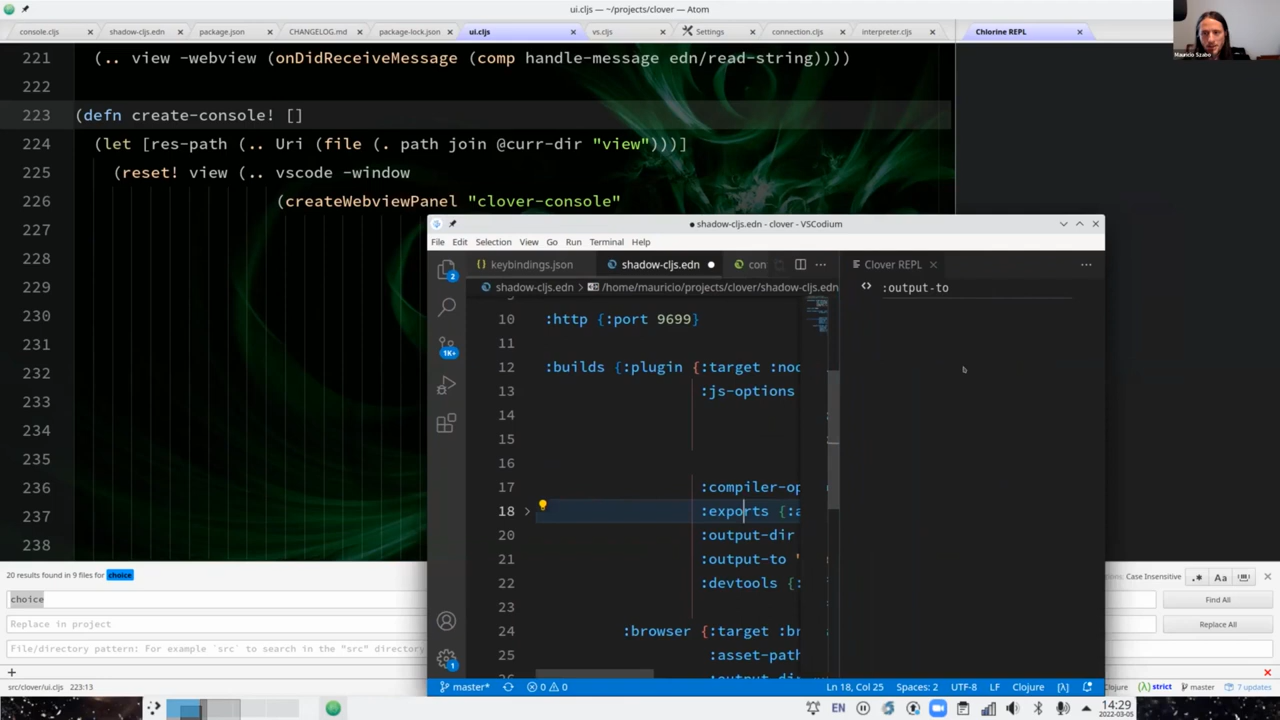 ui.cljs — ~/projects/clover — Atom
console.cljs
shadow-cljs.edn
package.json
CHANGELOG.md
package-lock.json
ui.cljs
vs.cljs
Settings
connection.cljs
interpreter.cljs
Chlorine REPL
Mauricio Szabo
221 (.. view -webview (onDidReceiveMessage (comp handle-message edn/read-string))))
222
223 (defn create-console! []
224 (let [res-path (.. Uri (file (. path join @curr-dir "view")))]
225 (reset! view (.. vscode -window
226 (createWebviewPanel "clover-console"
227
228
229
230
231
232
233
234
235
236
237
238
shadow-cljs.edn - clover - VSCodium
File Edit Selection View Go Run Terminal Help
keybindings.json
shadow-cljs.edn
con
Clover REPL
shadow-cljs.edn > /home/mauricio/projects/clover/shadow-cljs.edn
:output-to
10 :http {:port 9699}
11
12 :builds {:plugin {:target :nod
13 :js-options
14
15
16
17 :compiler-op
18 :exports {:a
20 :output-dir
21 :output-to '
22 :devtools {:
23
24 :browser {:target :br
25 :asset-path
2
1K+
1
master*
0 0
Ln 18, Col 25
Spaces: 2
UTF-8
LF
Clojure
[λ]
20 results found in 9 files for choice
Case Insensitive
.*
Aa
choice
Find All
Replace in project
Replace All
File/directory pattern: For example `src` to search in the "src" directory
src/clover/ui.cljs 223:13
Clojure
(λ) strict
master
7 updates
EN
14:29
2022-03-05